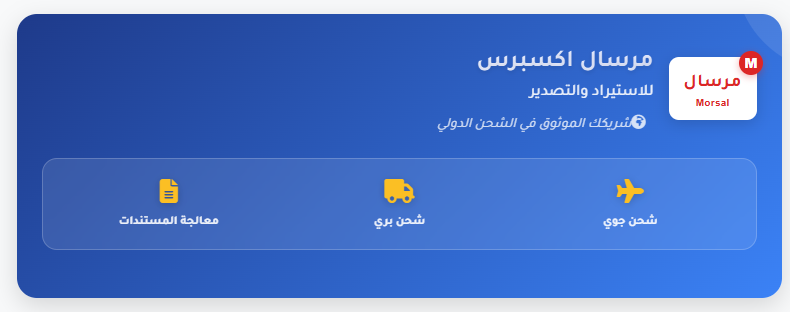 مرسال اكسبرس
للاستيراد والتصدير
شريكك الموثوق في الشحن الدولي
M
مرسال
Morsal
شحن جوي
شحن بري
معالجة المستندات